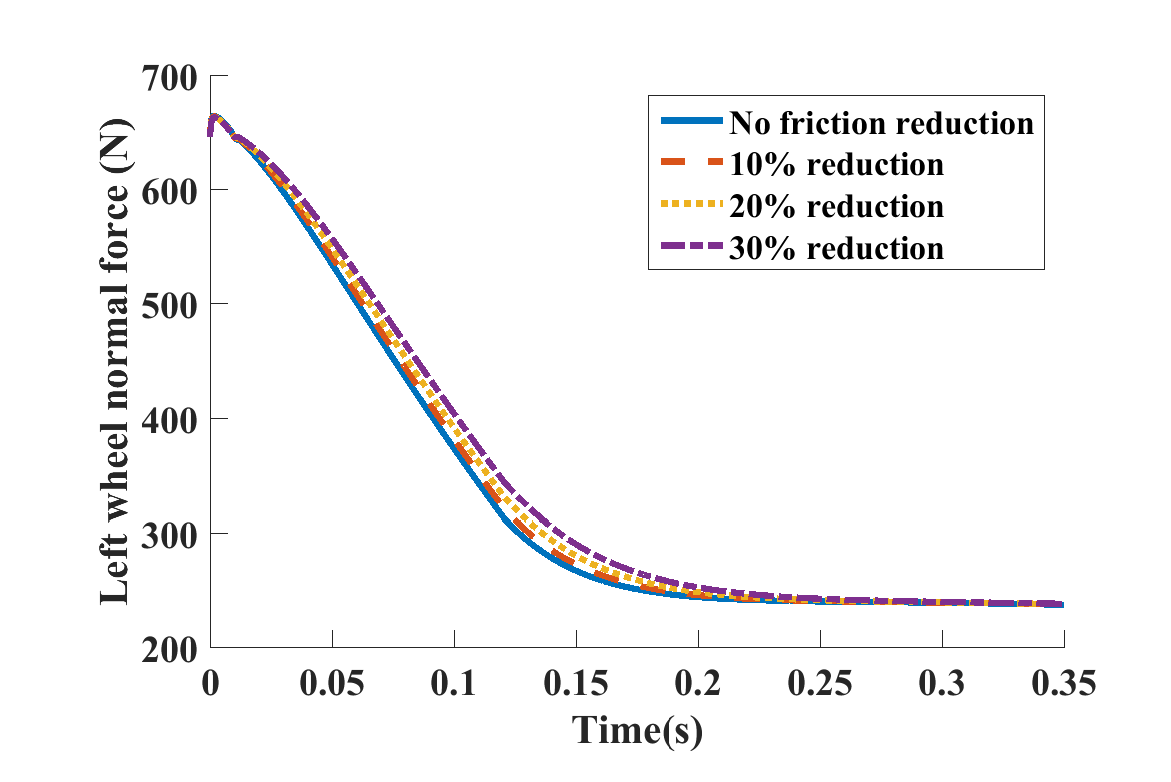 700
600
500
400
300
200
Left wheel normal force (N)
No friction reduction
10% reduction
20% reduction
30% reduction
0 0.05 0.1 0.15 0.2 0.25 0.3 0.35
Time(s)